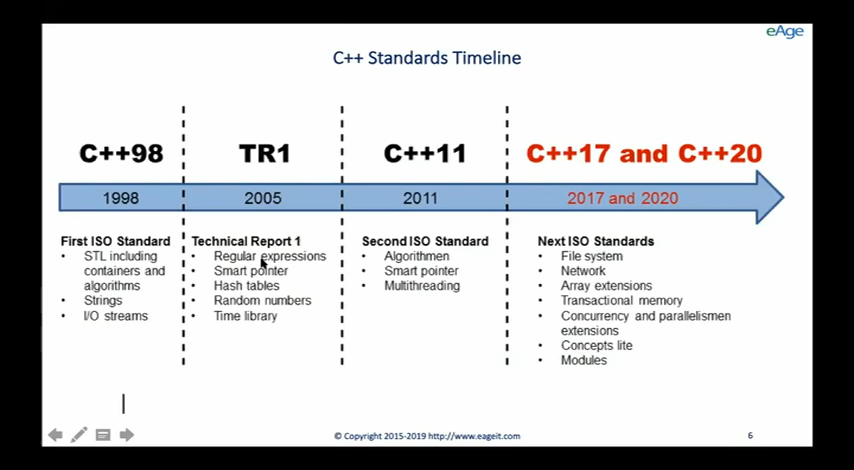 eAge
C++ Standards Timeline
C++98
TR1
C++11
C++17 and C++20
1998
2005
2011
2017 and 2020
First ISO Standard
• STL including
containers and
algorithms
• Strings
• I/O streams
Technical Report 1
• Regular expressions
• Smart pointer
• Hash tables
• Random numbers
• Time library
Second ISO Standard
• Algorithmen
• Smart pointer
• Multithreading
Next ISO Standards
• File system
• Network
• Array extensions
• Transactional memory
• Concurrency and parallelismen
extensions
• Concepts lite
• Modules
© Copyright 2015-2019 http://www.eageit.com
6